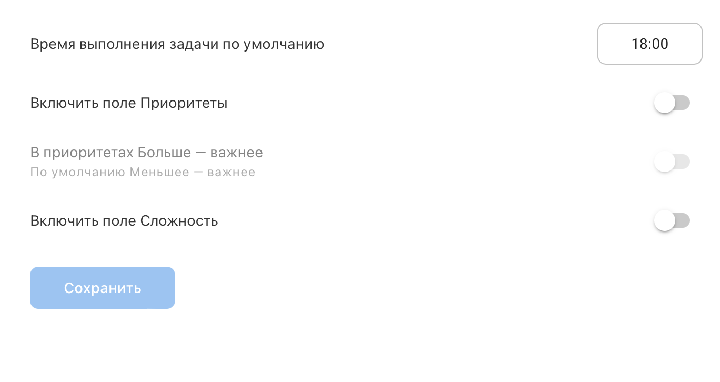 Время выполнения задачи по умолчанию
18:00
Включить поле Приоритеты
В приоритетах Больше — важнее
По умолчанию Меньшее — важнее
Включить поле Сложность
Сохранить